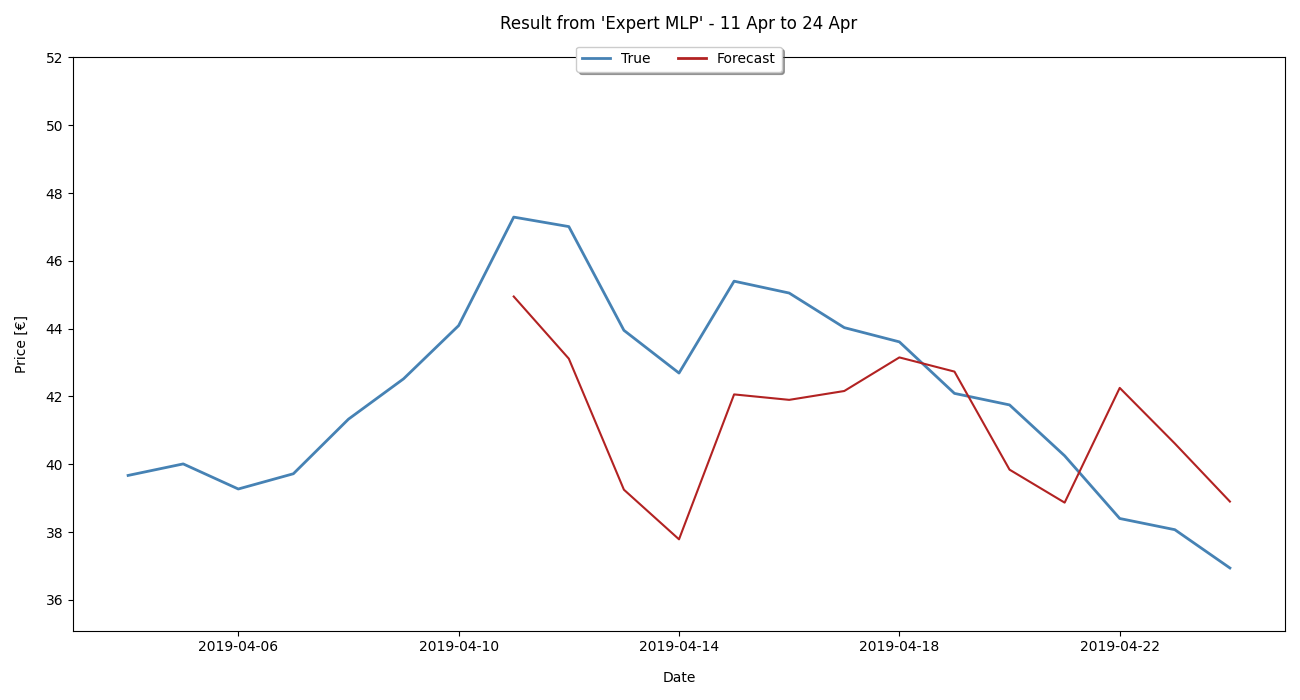 Result from 'Expert MLP' - 11 Apr to 24 Apr
True Forecast
52
50
48
46
44
42
40
38
36
Price [€]
2019-04-06 2019-04-10 2019-04-14 2019-04-18 2019-04-22
Date